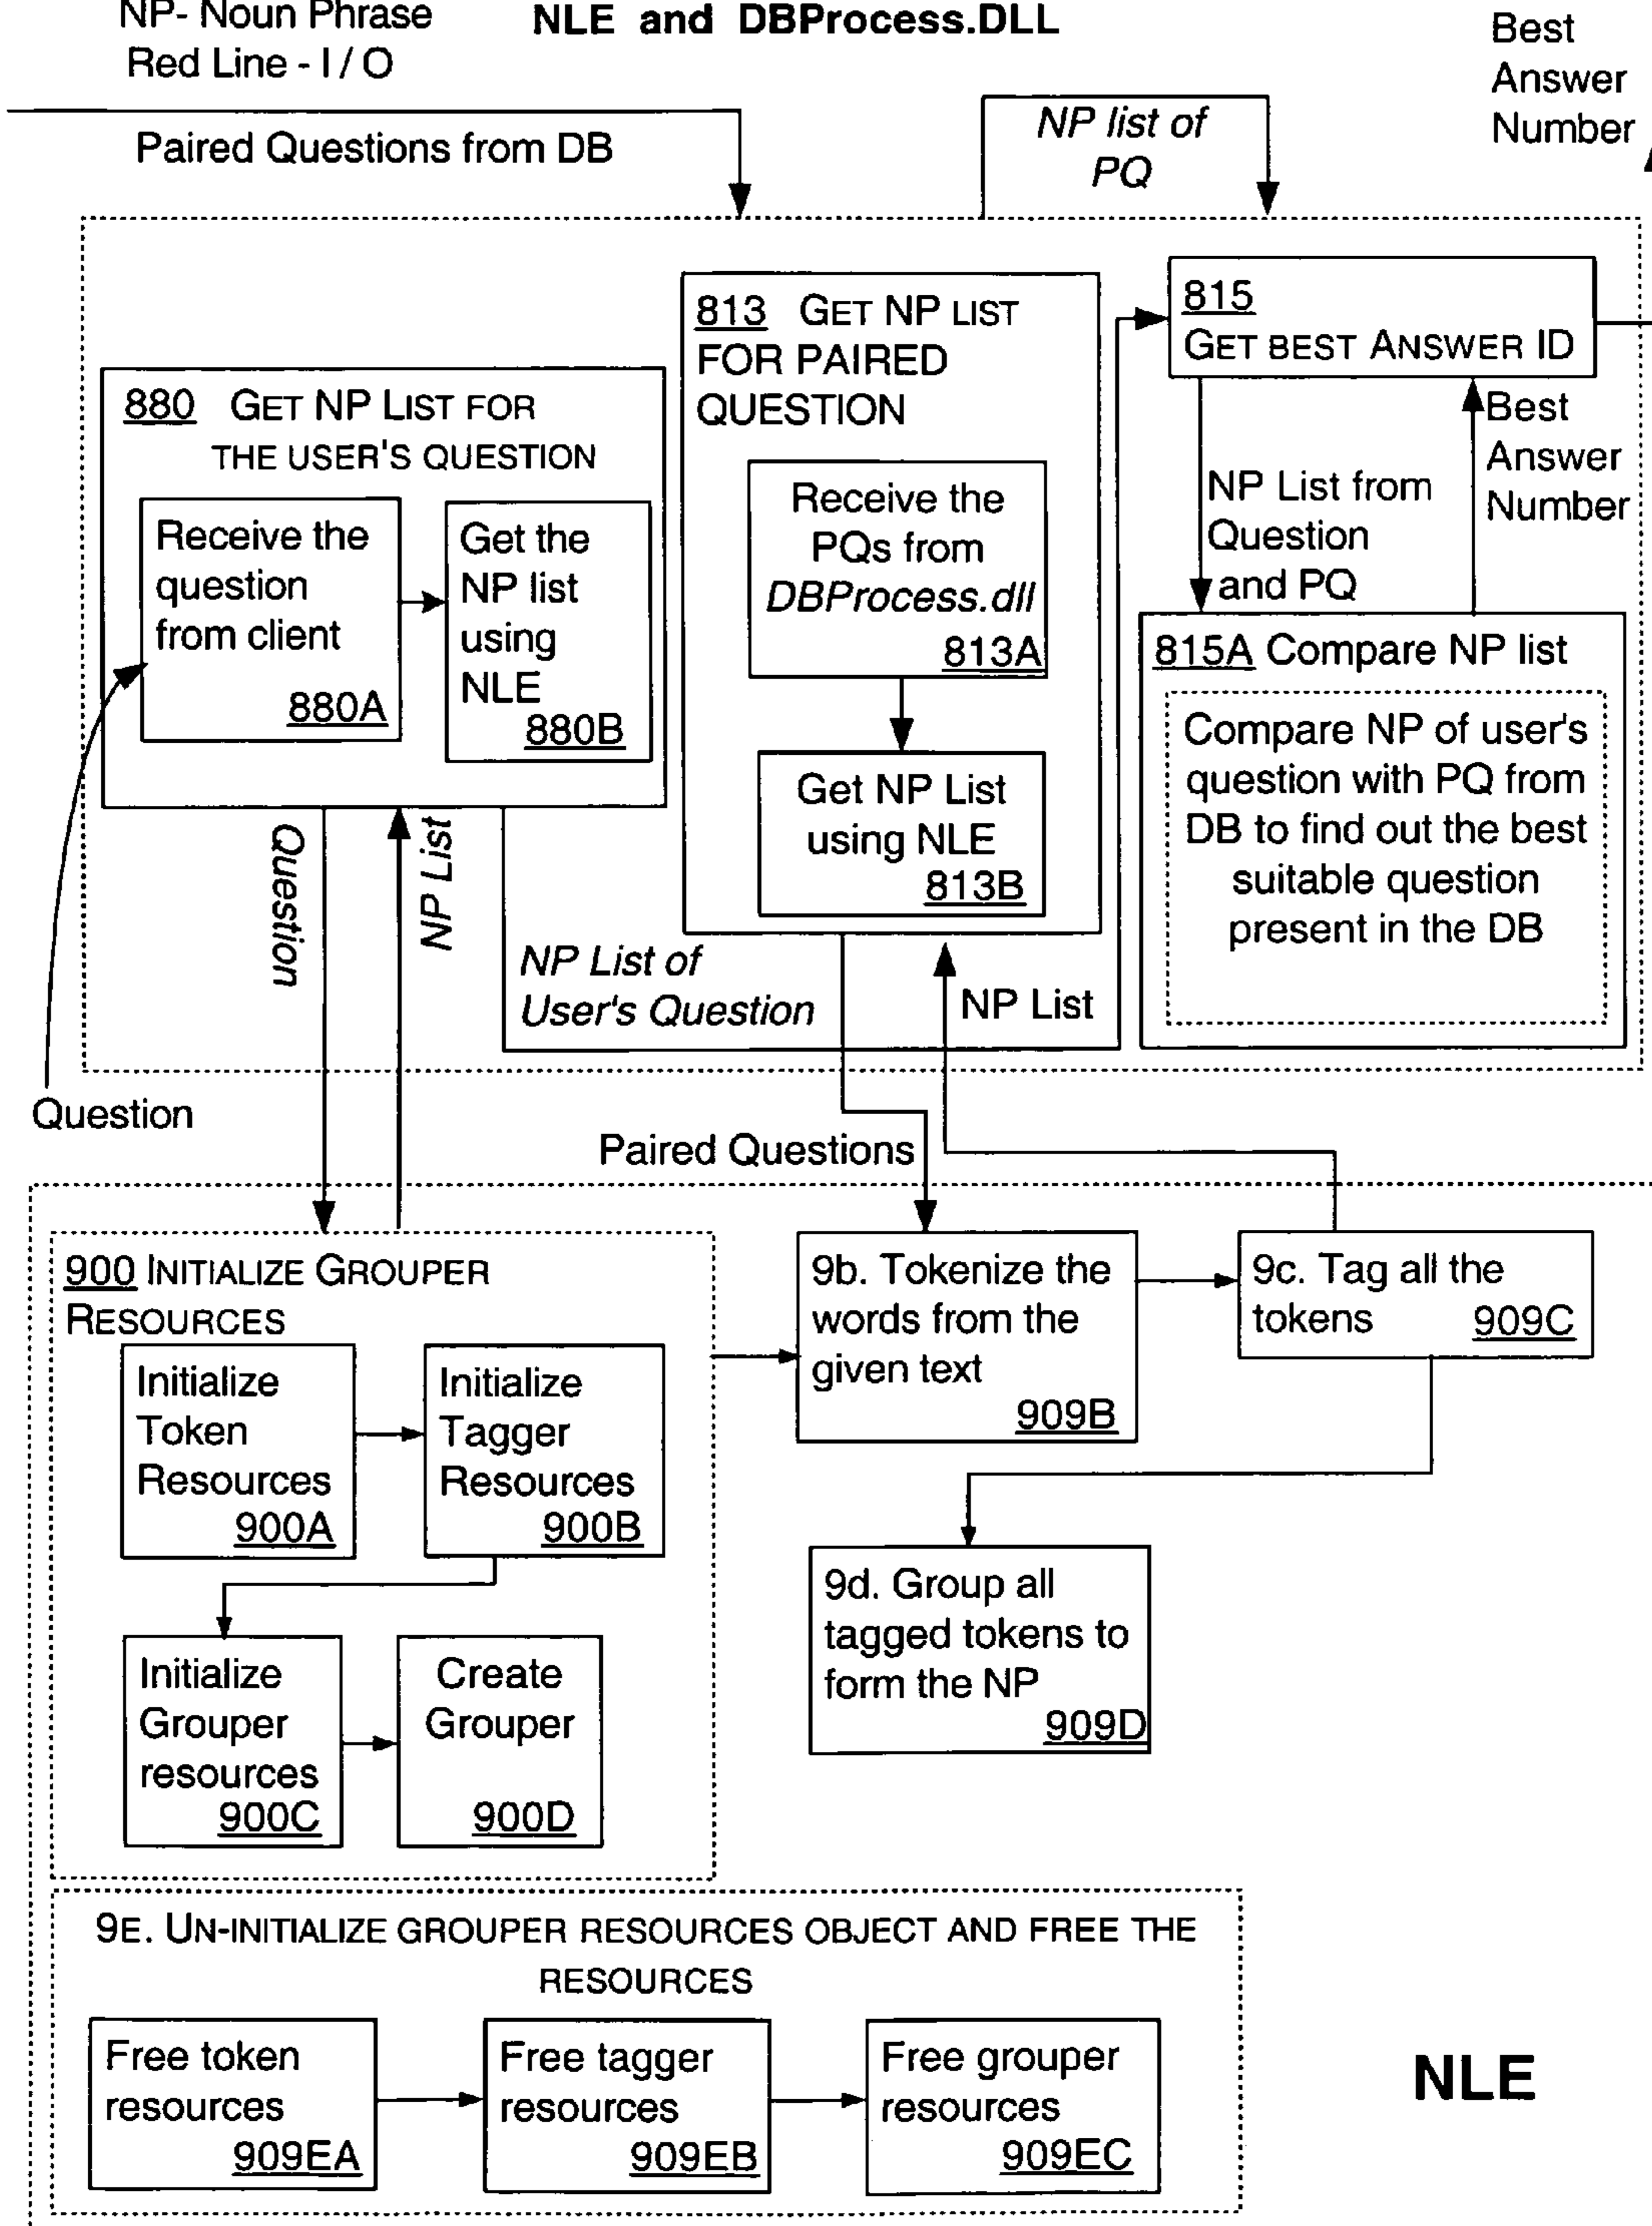 NP- Noun Phrase
Red Line - I / O
NLE and DBProcess.DLL
Best
Answer
Number
Paired Questions from DB
NP list of
PQ
880 GET NP LIST FOR
THE USER'S QUESTION
Receive the
question
from client
880A
Get the
NP list
using
NLE
880B
813 GET NP LIST
FOR PAIRED
QUESTION
Receive the
PQs from
DBProcess.dll
813A
Get NP List
using NLE
813B
815
GET BEST ANSWER ID
NP List from
Question
and PQ
Best
Answer
Number
815A Compare NP list
Compare NP of user's
question with PQ from
DB to find out the best
suitable question
present in the DB
Question
NP List
NP List of
User's Question
NP List
Question
Paired Questions
900 INITIALIZE GROUPER
RESOURCES
Initialize
Token
Resources
900A
Initialize
Tagger
Resources
900B
Initialize
Grouper
resources
900C
Create
Grouper
900D
9b. Tokenize the
words from the
given text
909B
9c. Tag all the
tokens 909C
9d. Group all
tagged tokens to
form the NP
909D
9E. UN-INITIALIZE GROUPER RESOURCES OBJECT AND FREE THE
RESOURCES
Free token
resources
909EA
Free tagger
resources
909EB
Free grouper
resources
909EC
NLE